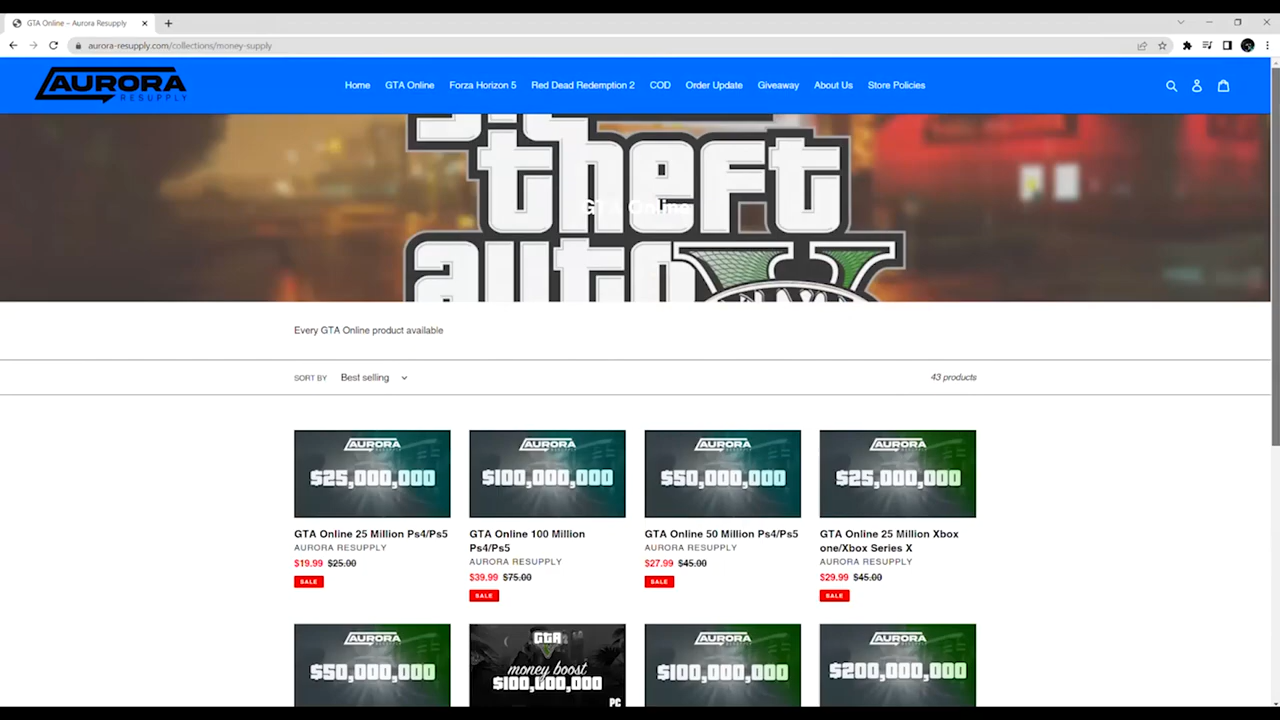 GTA Online – Aurora Resupply
aurora-resupply.com/collections/money-supply
AURORA
RESUPPLY
Home GTA Online Forza Horizon 5 Red Dead Redemption 2 COD Order Update Giveaway About Us Store Policies
theft
auto V
GTA Online
Every GTA Online product available
SORT BY Best selling 43 products
AURORA AURORA AURORA AURORA
$25,000,000 $100,000,000 $50,000,000 $25,000,000
GTA Online 25 Million Ps4/Ps5
AURORA RESUPPLY
$19.99 $25.00
SALE
GTA Online 100 Million
Ps4/Ps5
AURORA RESUPPLY
$39.99 $75.00
SALE
GTA Online 50 Million Ps4/Ps5
AURORA RESUPPLY
$27.99 $45.00
SALE
GTA Online 25 Million Xbox
one/Xbox Series X
AURORA RESUPPLY
$29.99 $45.00
SALE
AURORA
$50,000,000
GTA
money boost
$100,000,000
PC
AURORA
$100,000,000
AURORA
$200,000,000